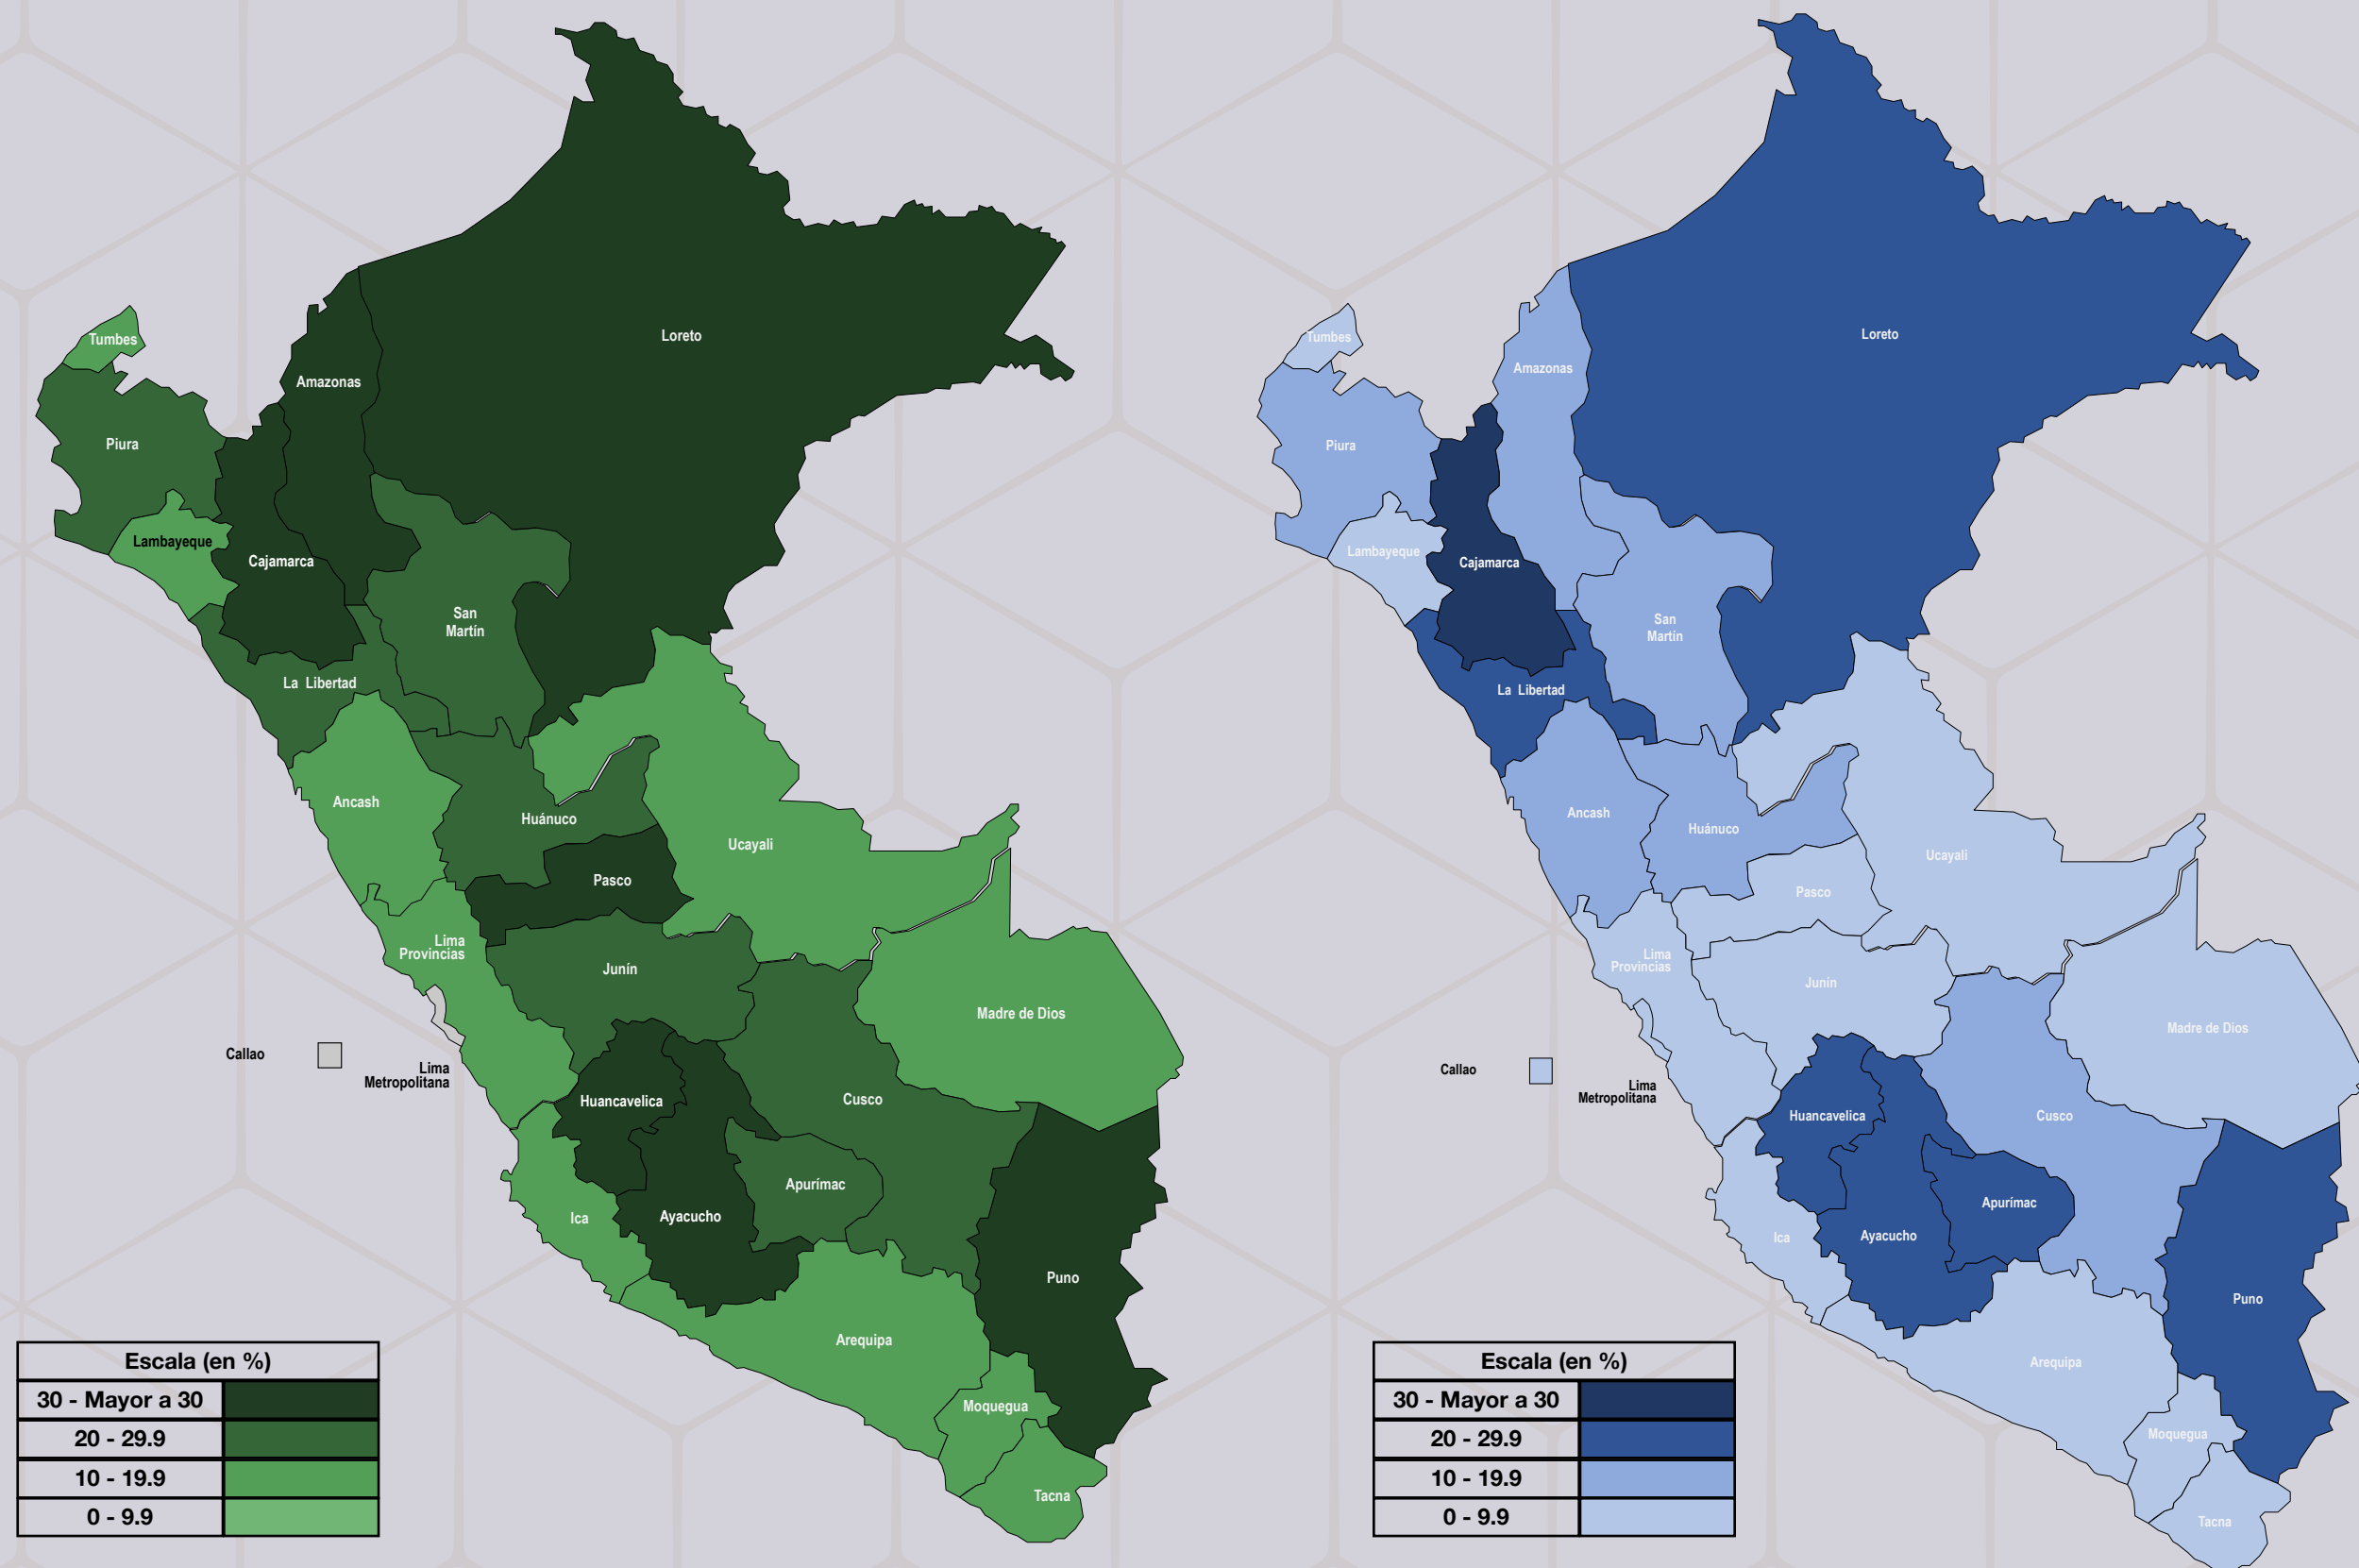 Loreto
Tumbes
Amazonas
Piura
Lambayeque
Cajamarca
San
Martín
La Libertad
Ancash
Huánuco
Ucayali
Pasco
Lima
Provincias
Junín
Madre de Dios
Callao
Lima
Metropolitana
Huancavelica
Cusco
Apurímac
Ica
Ayacucho
Puno
Arequipa
Moquegua
Tacna
Escala (en %)
30 - Mayor a 30
20 - 29.9
10 - 19.9
0 - 9.9
Loreto
Tumbes
Amazonas
Piura
Lambayeque
Cajamarca
San
Martín
La Libertad
Ancash
Huánuco
Ucayali
Pasco
Lima
Provincias
Junín
Madre de Dios
Callao
Lima
Metropolitana
Huancavelica
Cusco
Apurímac
Ica
Ayacucho
Puno
Arequipa
Moquegua
Tacna
Escala (en %)
30 - Mayor a 30
20 - 29.9
10 - 19.9
0 - 9.9